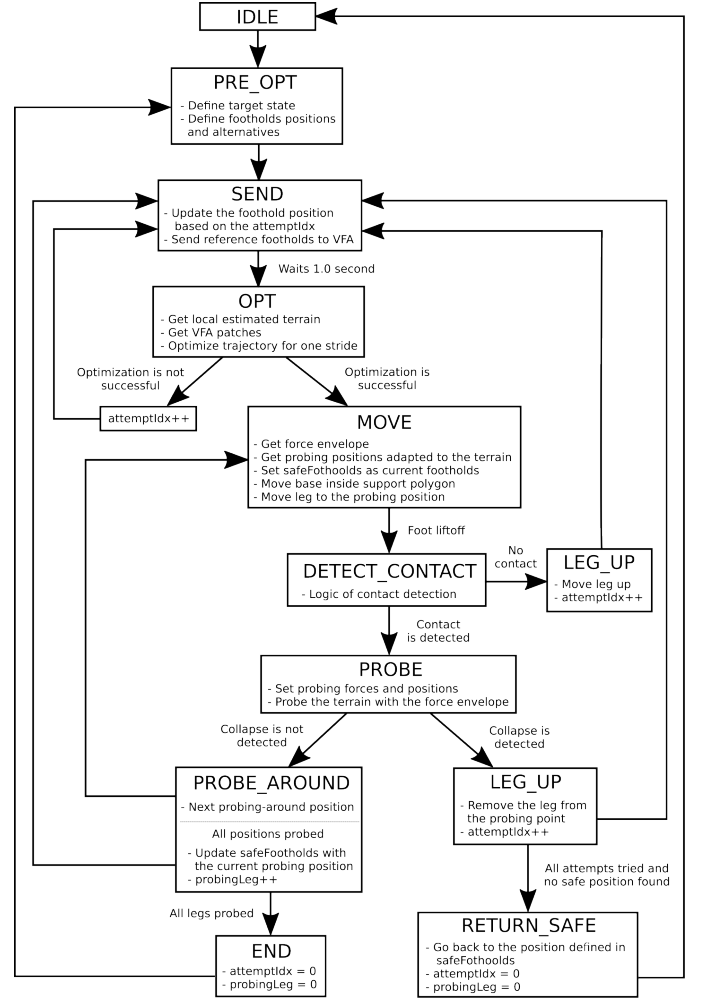 IDLE
PRE_OPT
- Define target state
- Define footholds positions
and alternatives
SEND
- Update the foothold position
based on the attemptIdx
- Send reference footholds to VFA
Waits 1.0 second
OPT
- Get local estimated terrain
- Get VFA patches
- Optimize trajectory for one stride
Optimization is not
successful
Optimization is
successful
attemptIdx++
MOVE
- Get force envelope
- Get probing positions adapted to the terrain
- Set safeFothoolds as current footholds
- Move base inside support polygon
- Move leg to the probing position
Foot liftoff
DETECT_CONTACT
- Logic of contact detection
No
contact
LEG_UP
- Move leg up
- attemptIdx++
Contact
is detected
PROBE
- Set probing forces and positions
- Probe the terrain with the force envelope
Collapse is not
detected
Collapse is
detected
PROBE_AROUND
- Next probing-around position
All positions probed
- Update safeFootholds with
the current probing position
- probingLeg++
LEG_UP
- Remove the leg from
the probing point
- attemptIdx++
All attempts tried and
no safe position found
All legs probed
END
- attemptIdx = 0
- probingLeg = 0
RETURN_SAFE
- Go back to the position defined in
safeFothoolds
- attemptIdx = 0
- probingLeg = 0